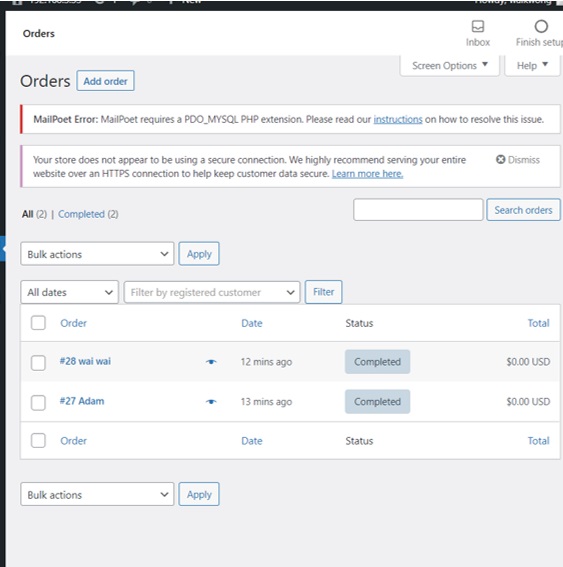 New
Orders
Inbox
Finish setup
Screen Options
Help
Orders
Add order
MailPoet Error: MailPoet requires a PDO_MYSQL PHP extension. Please read our instructions on how to resolve this issue.
Your store does not appear to be using a secure connection. We highly recommend serving your entire
website over an HTTPS connection to help keep customer data secure. Learn more here.
Dismiss
All (2) | Completed (2)
Search orders
Bulk actions
Apply
All dates
Filter by registered customer
Filter
Order Date Status Total
#28 wai wai 12 mins ago Completed $0.00 USD
#27 Adam 13 mins ago Completed $0.00 USD
Order Date Status Total
Bulk actions
Apply